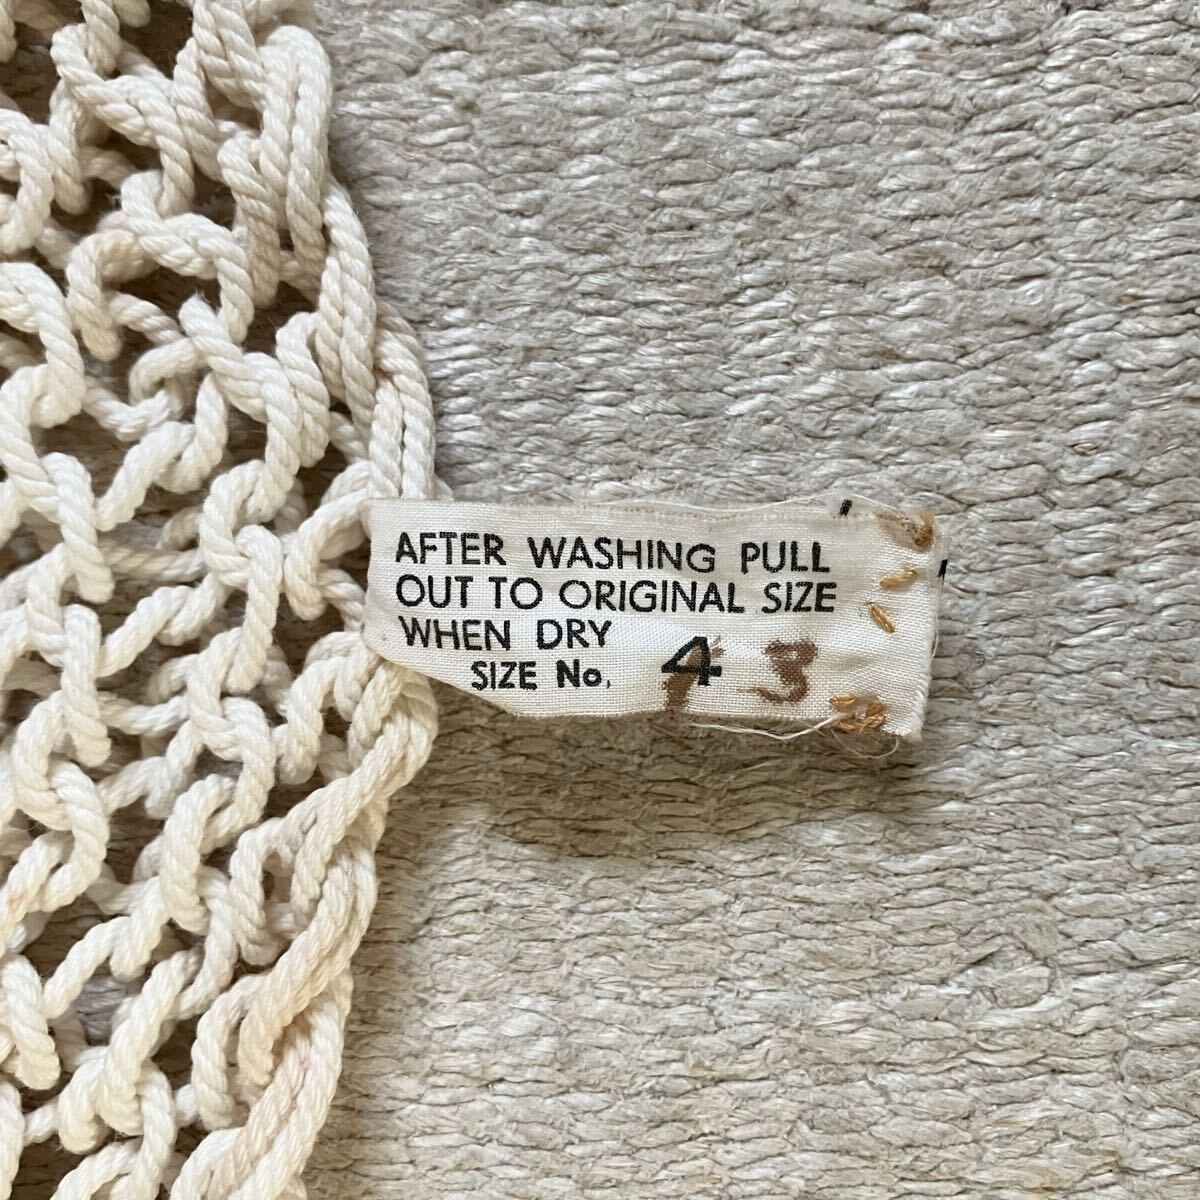 AFTER WASHING PULL
OUT TO ORIGINAL SIZE
WHEN DRY
SIZE No. 4 3